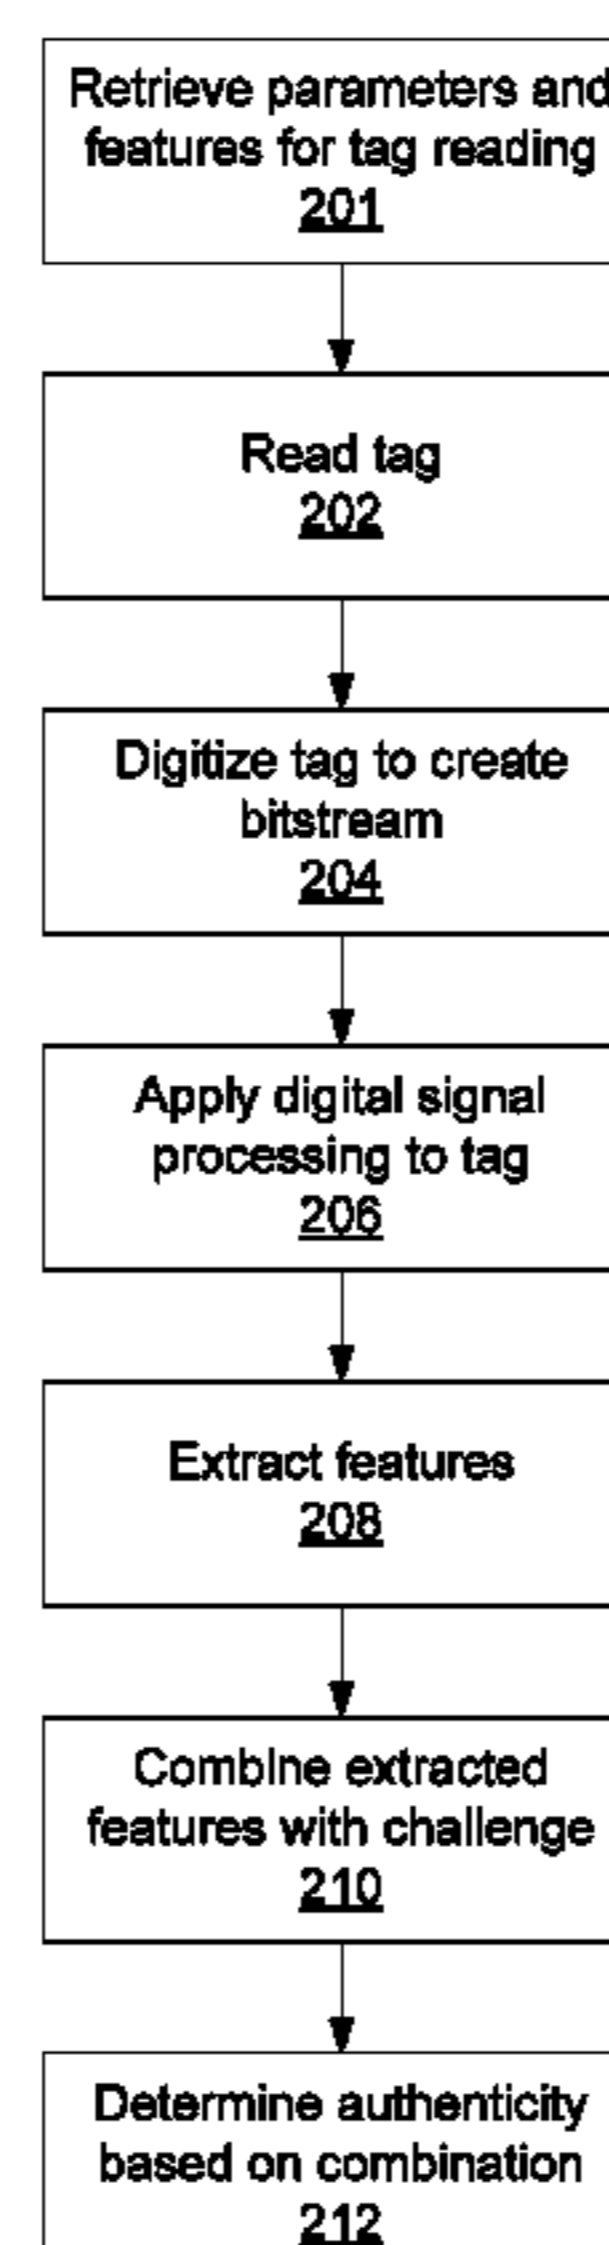 Retrieve parameters and
features for tag reading
201
Read tag
202
Digitize tag to create
bitstream
204
Apply digital signal
processing to tag
206
Extract features
208
Combine extracted
features with challenge
210
Determine authenticity
based on combination
212